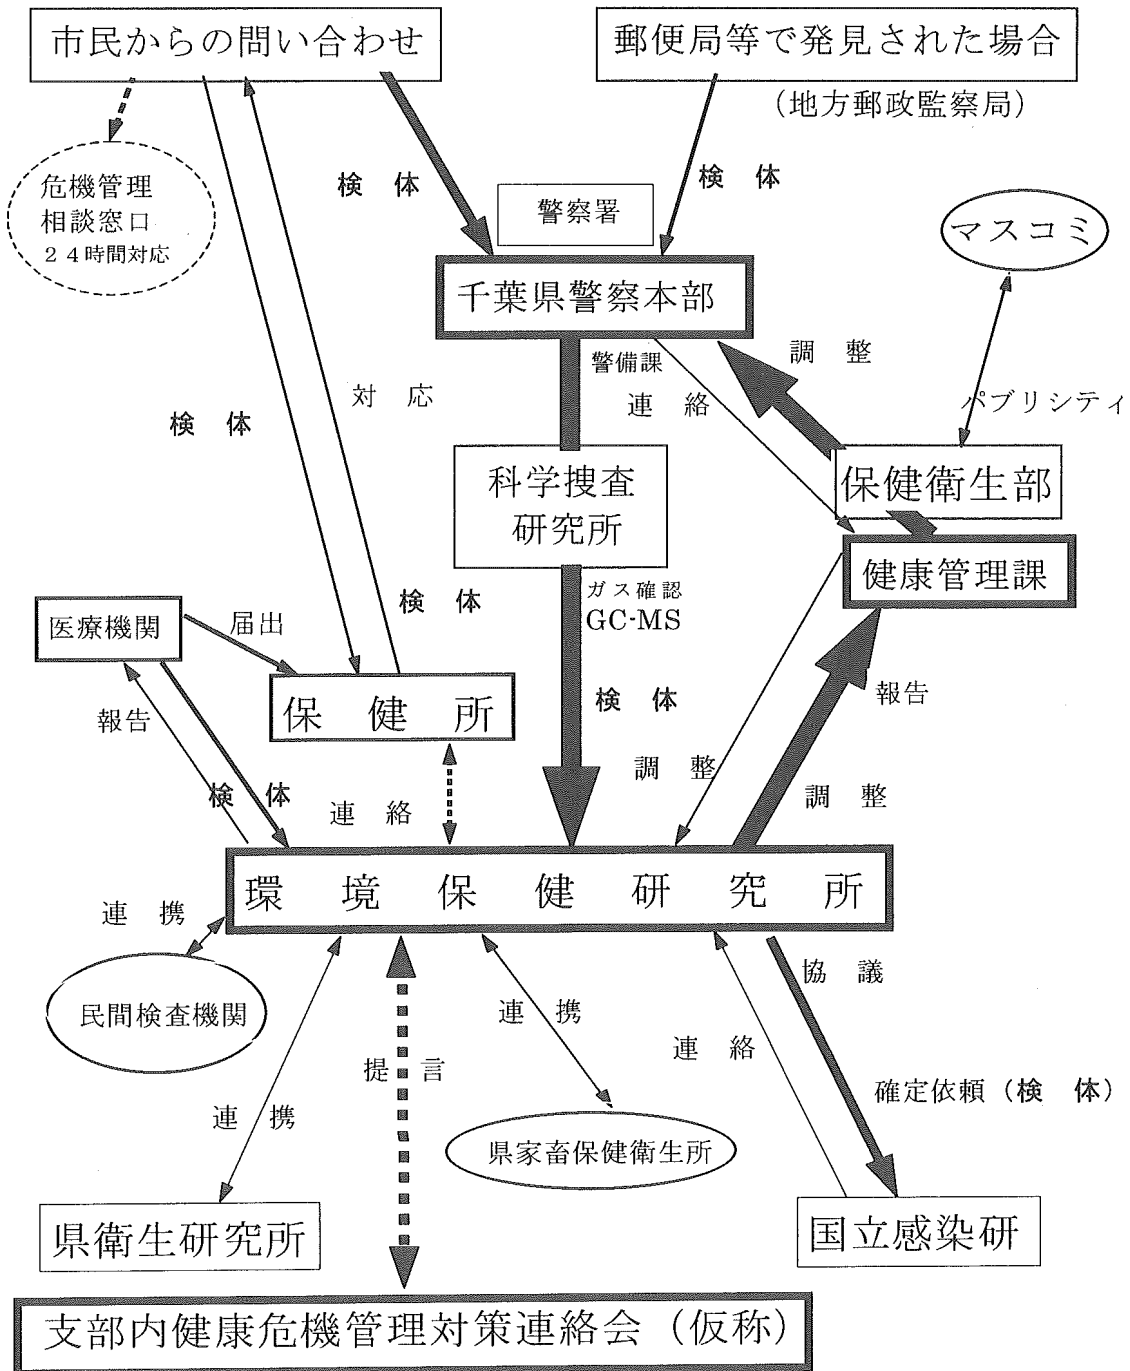 市民からの問い合わせ
郵便局等で発見された場合
（地方郵政監察局）
危機管理
相談窓口
２４時間対応
検 体
検 体
警察署
マスコミ
千葉県警察本部
警備課
連 絡
調 整
パブリシティ
検 体
対 応
科学捜査
研究所
保健衛生部
健康管理課
ガス確認
GC-MS
検 体
医療機関
届出
検 体
保 健 所
報告
報告
検 体
連 絡
調 整
調 整
環 境 保 健 研 究 所
連 携
民間検査機関
協 議
連 携
連 絡
提 言
確定依頼（検 体）
連 携
県家畜保健衛生所
県衛生研究所
国立感染研
支部内健康危機管理対策連絡会（仮称）